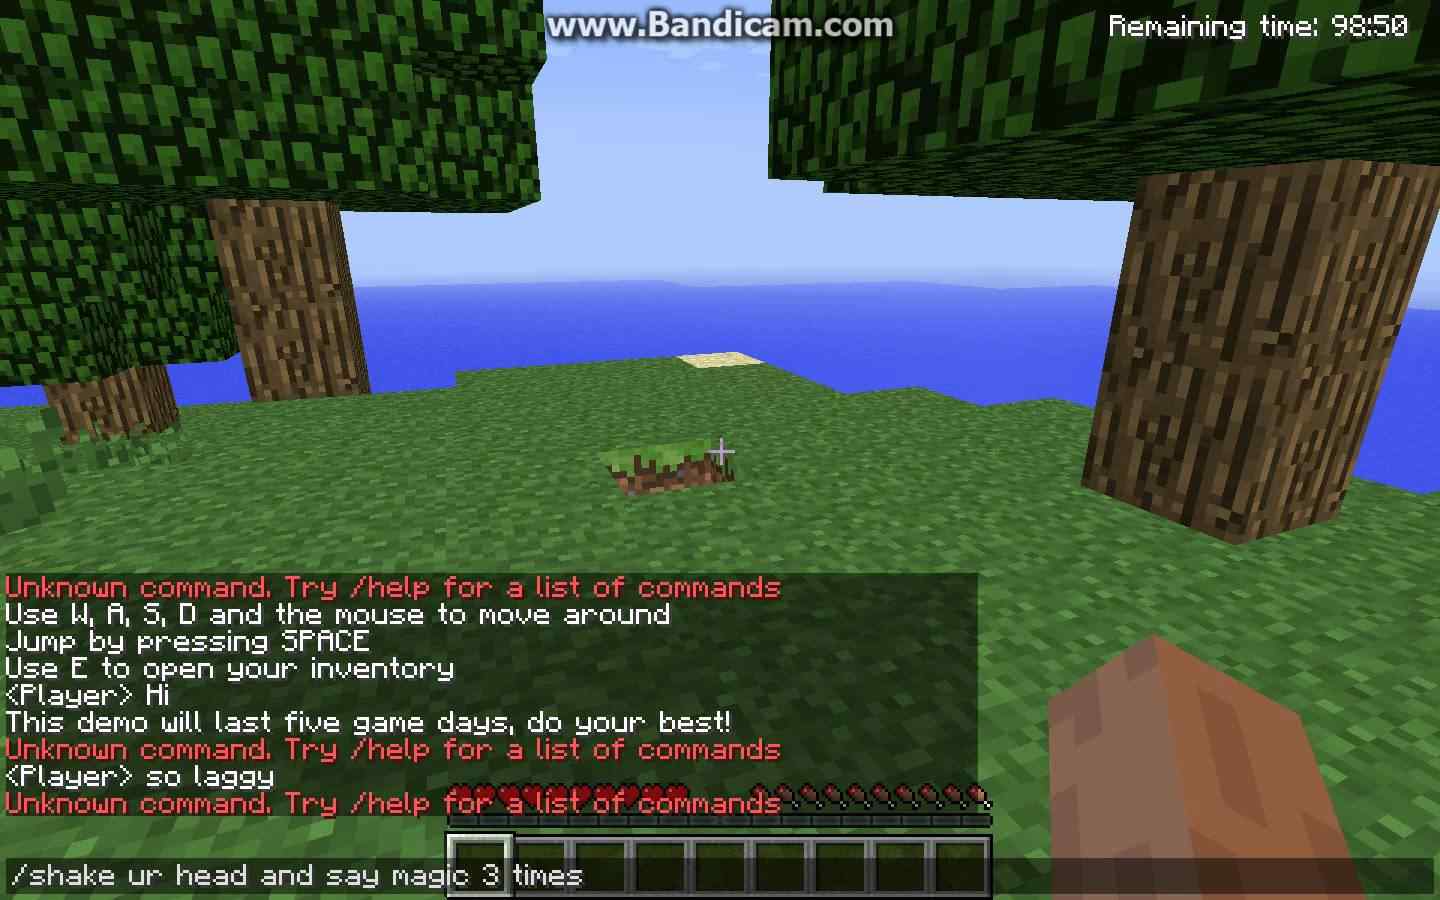 www.Bandicam.com
Remaining time: 98:50
Unknown command. Try /help for a list of commands
Use W, A, S, D and the mouse to move around
Jump by pressing SPACE
Use E to open your inventory
<Player> Hi
This demo will last five game days, do your best!
Unknown command. Try /help for a list of commands
<Player> so laggy
Unknown command. Try /help for a list of commands
/shake ur head and say magic 3 times